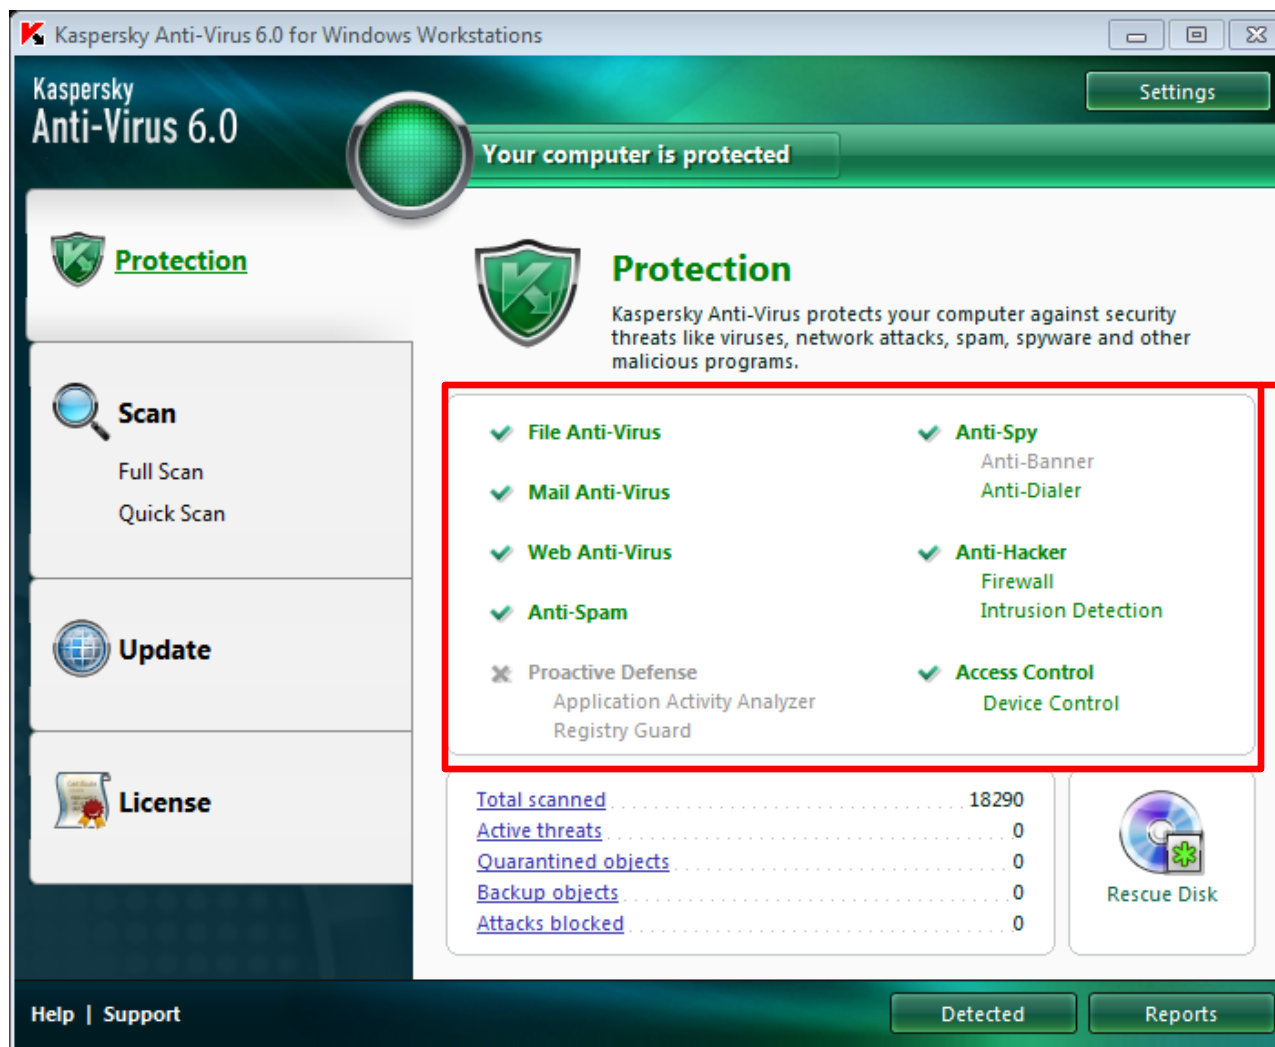 Kaspersky Anti-Virus 6.0 for Windows Workstations
Kaspersky
Anti-Virus 6.0
Settings
Your computer is protected
Protection
Scan
Full Scan
Quick Scan
Update
License
Protection
Kaspersky Anti-Virus protects your computer against security
threats like viruses, network attacks, spam, spyware and other
malicious programs.
File Anti-Virus
Mail Anti-Virus
Web Anti-Virus
Anti-Spam
Proactive Defense
Application Activity Analyzer
Registry Guard
Anti-Spy
Anti-Banner
Anti-Dialer
Anti-Hacker
Firewall
Intrusion Detection
Access Control
Device Control
Total scanned 18290
Active threats 0
Quarantined objects 0
Backup objects 0
Attacks blocked 0
Rescue Disk
Help | Support
Detected
Reports